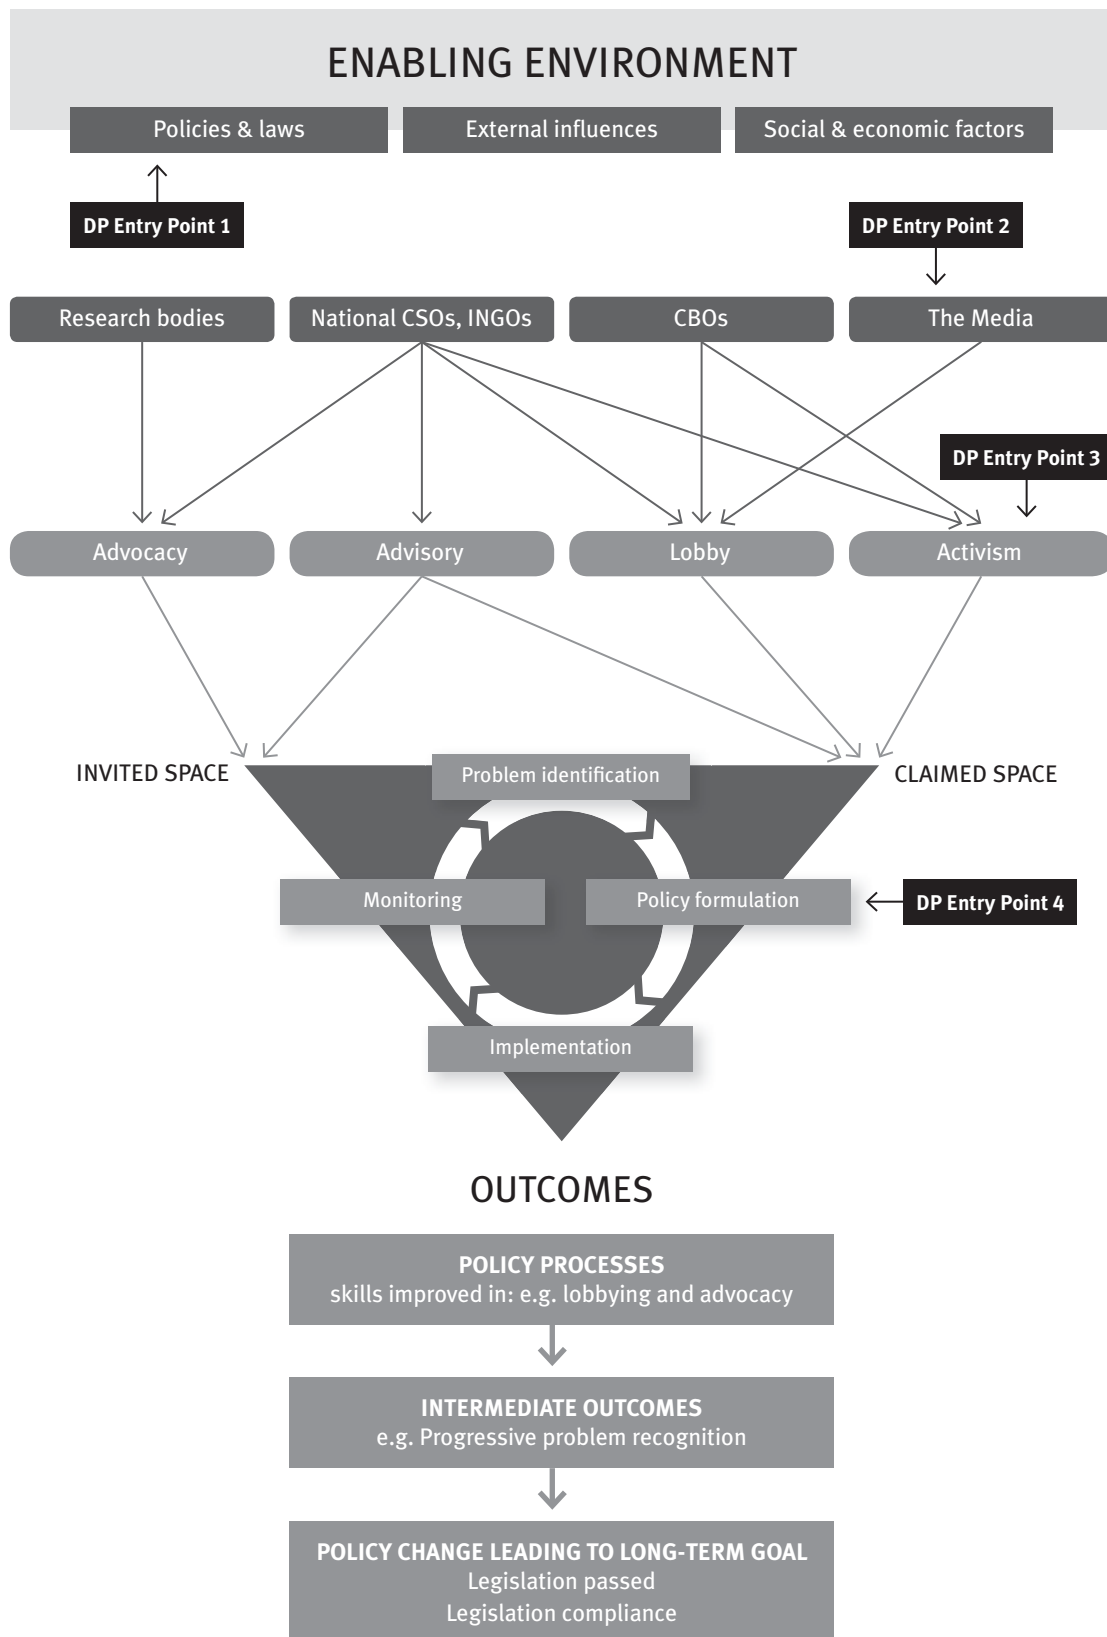 ENABLING ENVIRONMENT
Policies & laws
External influences
Social & economic factors
DP Entry Point 1
DP Entry Point 2
Research bodies
National CSOs, INGOs
CBOs
The Media
DP Entry Point 3
Advocacy
Advisory
Lobby
Activism
INVITED SPACE
Problem identification
CLAIMED SPACE
Monitoring
Policy formulation
DP Entry Point 4
Implementation
OUTCOMES
POLICY PROCESSES
skills improved in: e.g. lobbying and advocacy
INTERMEDIATE OUTCOMES
e.g. Progressive problem recognition
POLICY CHANGE LEADING TO LONG-TERM GOAL
Legislation passed
Legislation compliance